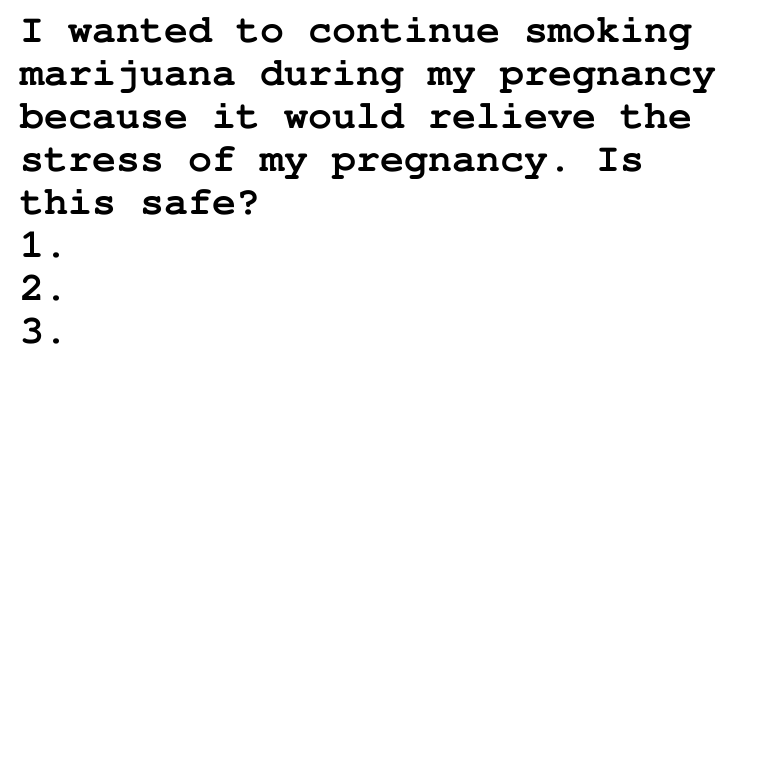 I wanted to continue smoking
marijuana during my pregnancy
because it would relieve the
stress of my pregnancy. Is
this safe?
1.
2.
3.